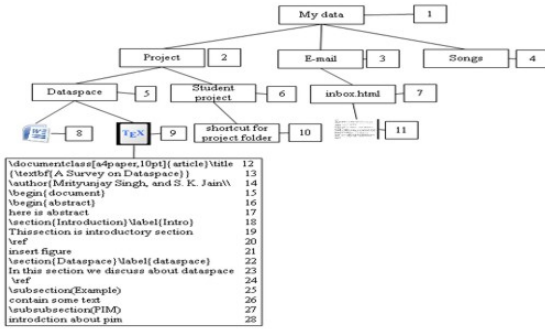 My data 1
Project 2 E-mail 3 Songs 4
Dataspace 5 Student project 6 inbox.html 7
8 TEX 9 shortcut for project folder 10 11
\documentclass[a4paper,10pt]{article}\title 12
{\textbf{A Survey on Dataspace}} 13
\author{Mrityunjay Singh, and S. K. Jain\\ 14
\begin{document} 15
\begin{abstract} 16
here is abstract 17
\section{Introduction}\label{Intro} 18
Thissection is introductory section 19
\ref 20
insert figure 21
\section{Dataspace}\label{dataspace} 22
In this section we discuss about dataspace 23
\ref 24
\subsection(Example) 25
contain some text 26
\subsubsection(PIM) 27
introdction about pim 28